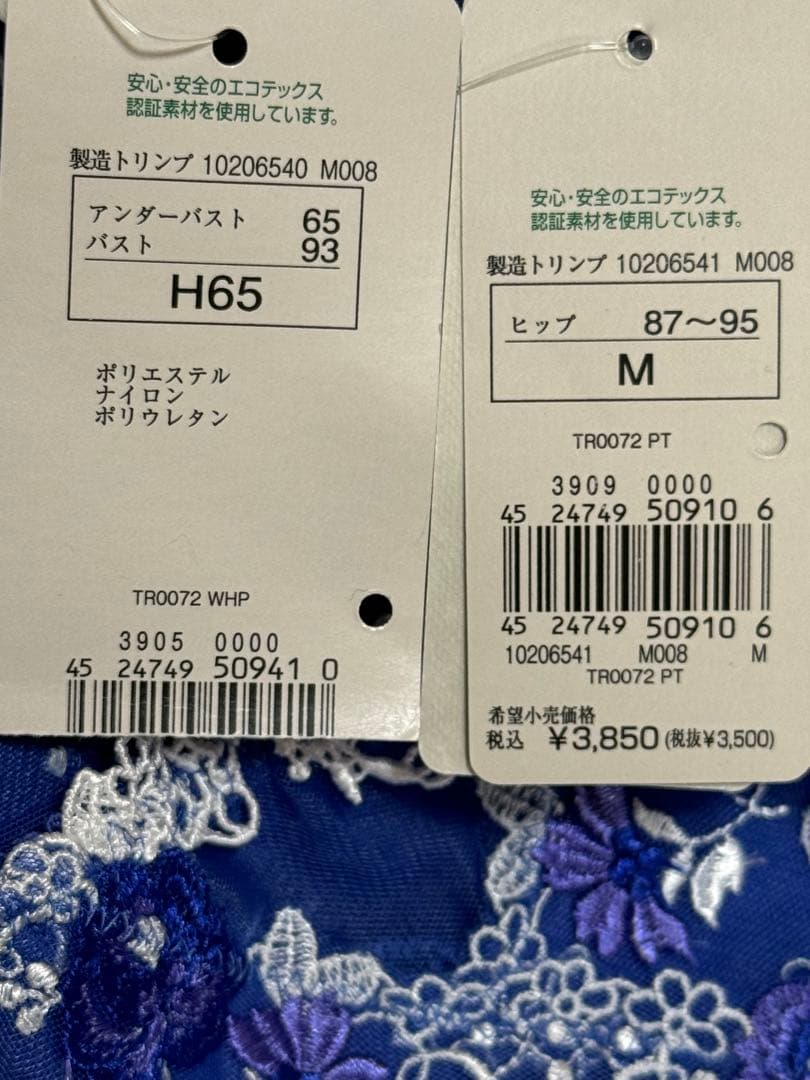 安心・安全のエコテックス
認証素材を使用しています。
製造トリンプ 10206540 M008
アンダーバスト 65
バスト 93
H65
ポリエステル
ナイロン
ポリウレタン
TR0072 WHP
3905 0000
45 24749 50941 0
安心・安全のエコテックス
認証素材を使用しています。
製造トリンプ 10206541 M008
ヒップ 87〜95
M
TR0072 PT
3909 0000
45 24749 50910 6
45 24749 50910 6
10206541 M008 M
TR0072 PT
希望小売価格
税込 ¥3,850(税抜¥3,500)